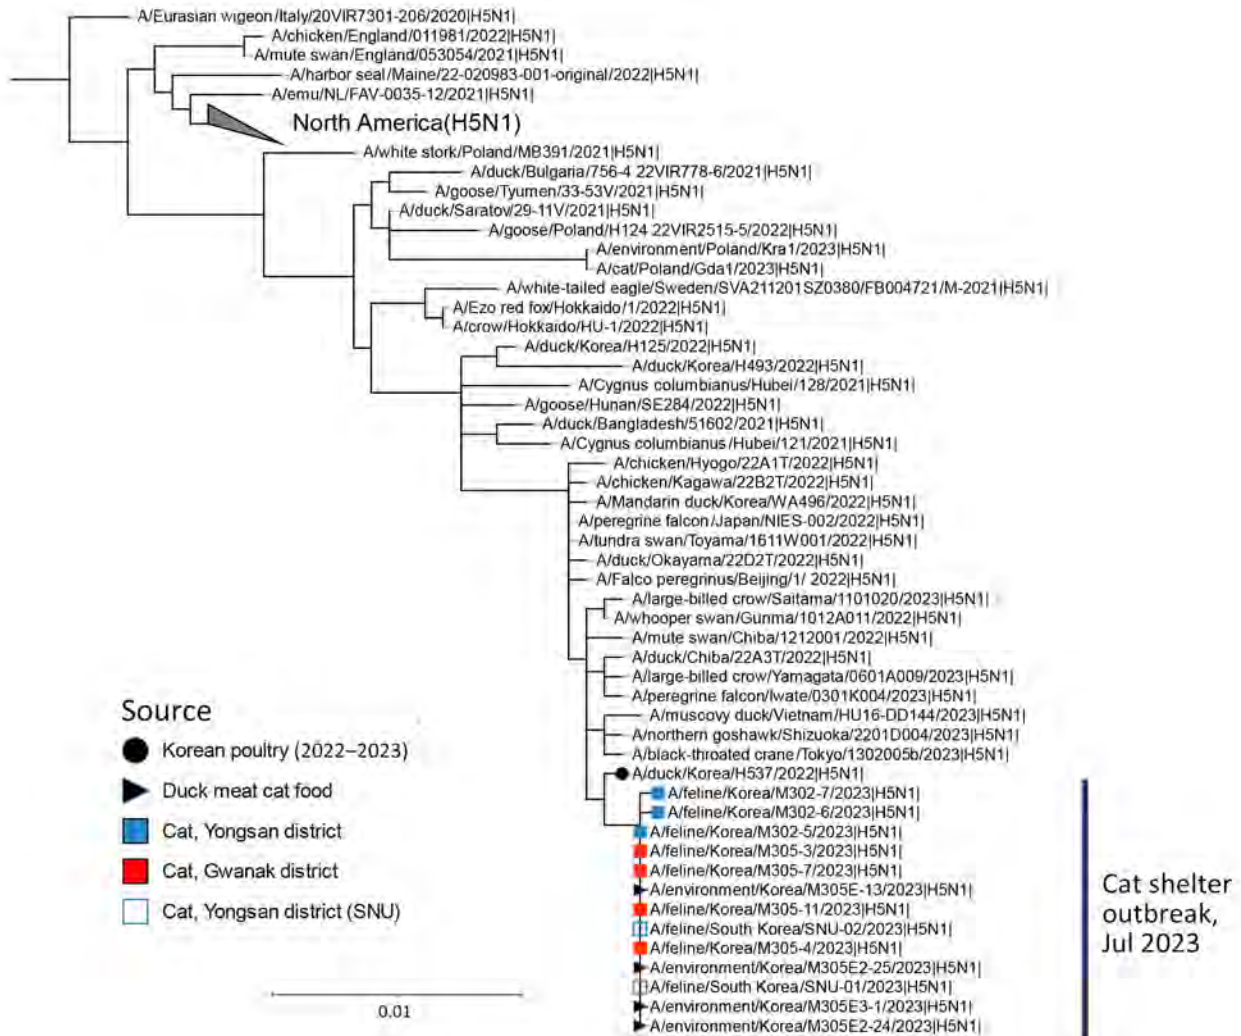 A/Eurasian wigeon/Italy/20VIR7301-206/2020|H5N1|
A/chicken/England/011981/2022|H5N1|
A/mute swan/England/053054/2021|H5N1|
A/harbor seal/Maine/22-020983-001-original/2022|H5N1|
A/emu/NL/FAV-0035-12/2021|H5N1|
North America(H5N1)
A/white stork/Poland/MB391/2021|H5N1|
A/duck/Bulgaria/756-4 22VIR778-6/2021|H5N1|
A/goose/Tyumen/33-53V/2021|H5N1|
A/duck/Saratov/29-11V/2021|H5N1|
A/goose/Poland/H124 22VIR2515-5/2022|H5N1|
A/environment/Poland/Kra1/2023|H5N1|
A/cat/Poland/Gda1/2023|H5N1|
A/white-tailed eagle/Sweden/SVA211201SZ0380/FB004721/M-2021|H5N1|
A/Ezo red fox/Hokkaido/1/2022|H5N1|
A/crow/Hokkaido/HU-1/2022|H5N1|
A/duck/Korea/H125/2022|H5N1|
A/duck/Korea/H493/2022|H5N1|
A/Cygnus columbianus/Hubei/128/2021|H5N1|
A/goose/Hunan/SE284/2022|H5N1|
A/duck/Bangladesh/51602/2021|H5N1|
A/Cygnus columbianus/Hubei/121/2021|H5N1|
A/chicken/Hyogo/22A1T/2022|H5N1|
A/chicken/Kagawa/22B2T/2022|H5N1|
A/Mandarin duck/Korea/WA496/2022|H5N1|
A/peregrine falcon/Japan/NIES-002/2022|H5N1|
A/tundra swan/Toyama/1611W001/2022|H5N1|
A/duck/Okayama/22D2T/2022|H5N1|
A/Falco peregrinus/Beijing/1/ 2022|H5N1|
A/large-billed crow/Saitama/1101020/2023|H5N1|
A/whooper swan/Gunma/1012A011/2022|H5N1|
A/mute swan/Chiba/1212001/2022|H5N1|
A/duck/Chiba/22A3T/2022|H5N1|
A/large-billed crow/Yamagata/0601A009/2023|H5N1|
A/peregrine falcon/Iwate/0301K004/2023|H5N1|
A/muscovy duck/Vietnam/HU16-DD144/2023|H5N1|
A/northern goshawk/Shizuoka/2201D004/2023|H5N1|
A/black-throated crane/Tokyo/1302005b/2023|H5N1|
A/duck/Korea/H537/2022|H5N1|
A/feline/Korea/M302-7/2023|H5N1|
A/feline/Korea/M302-6/2023|H5N1|
A/feline/Korea/M302-5/2023|H5N1|
A/feline/Korea/M305-3/2023|H5N1|
A/feline/Korea/M305-7/2023|H5N1|
A/environment/Korea/M305E-13/2023|H5N1|
A/feline/Korea/M305-11/2023|H5N1|
A/feline/South Korea/SNU-02/2023|H5N1|
A/feline/Korea/M305-4/2023|H5N1|
A/environment/Korea/M305E2-25/2023|H5N1|
A/feline/South Korea/SNU-01/2023|H5N1|
A/environment/Korea/M305E3-1/2023|H5N1|
A/environment/Korea/M305E2-24/2023|H5N1|
Source
Korean poultry (2022–2023)
Duck meat cat food
Cat, Yongsan district
Cat, Gwanak district
Cat, Yongsan district (SNU)
0.01
Cat shelter
outbreak,
Jul 2023